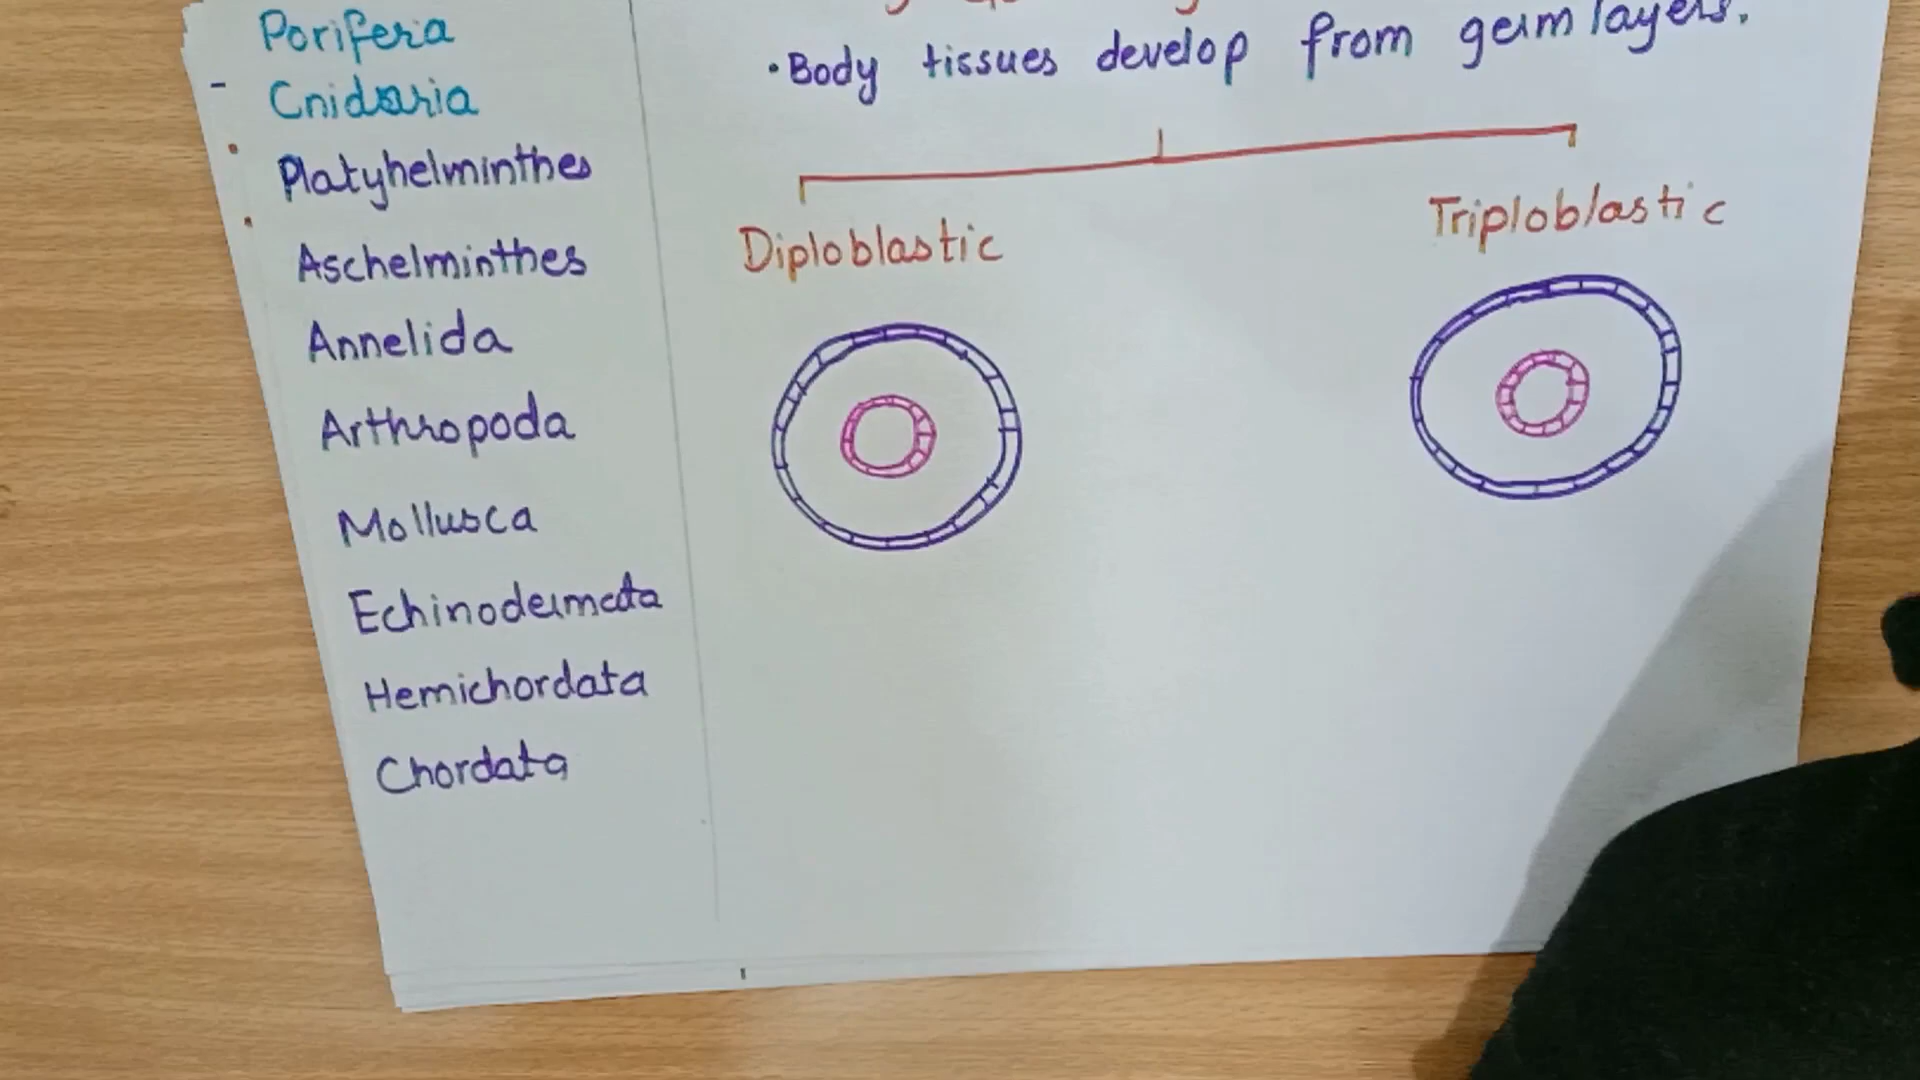 Porifera
Cnidaria
Platyhelminthes
Aschelminthes
Annelida
Arthropoda
Mollusca
Echinodermata
Hemichordata
Chordata
• Body tissues develop from germ layers.
Diploblastic
Triploblastic